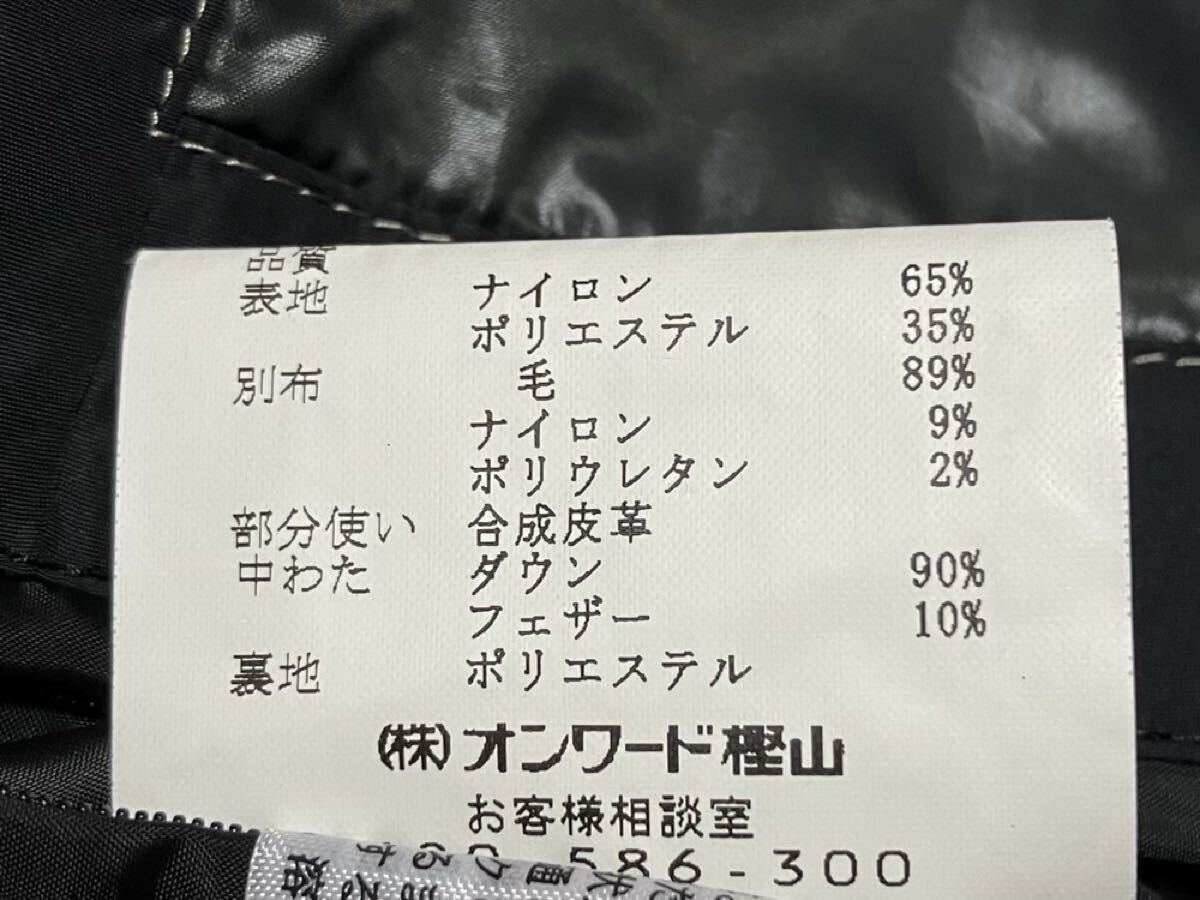 品質
表地 ナイロン 65%
ポリエステル 35%
別布 毛 89%
ナイロン 9%
ポリウレタン 2%
部分使い 合成皮革
中わた ダウン 90%
フェザー 10%
裏地 ポリエステル
(株)オンワード樫山
お客様相談室
586-300